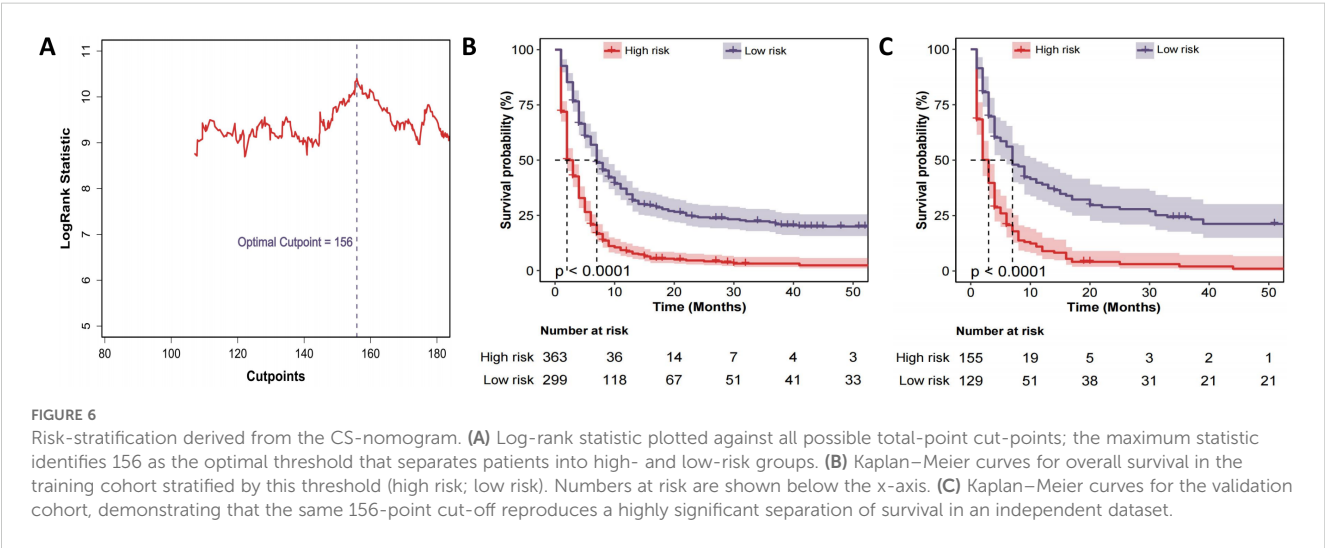 A
LogRank Statistic
11
10
9
8
7
6
5
Optimal Cutpoint = 156
80 100 120 140 160 180
Cutpoints
B
High risk Low risk
Survival probability (%)
100
75
50
25
0
p < 0.0001
0 10 20 30 40 50
Time (Months)
Number at risk
High risk 363 36 14 7 4 3
Low risk 299 118 67 51 41 33
C
High risk Low risk
Survival probability (%)
100
75
50
25
0
p < 0.0001
0 10 20 30 40 50
Time (Months)
Number at risk
High risk 155 19 5 3 2 1
Low risk 129 51 38 31 21 21
FIGURE 6
Risk-stratification derived from the CS-nomogram. (A) Log-rank statistic plotted against all possible total-point cut-points; the maximum statistic
identifies 156 as the optimal threshold that separates patients into high- and low-risk groups. (B) Kaplan–Meier curves for overall survival in the
training cohort stratified by this threshold (high risk; low risk). Numbers at risk are shown below the x-axis. (C) Kaplan–Meier curves for the validation
cohort, demonstrating that the same 156-point cut-off reproduces a highly significant separation of survival in an independent dataset.